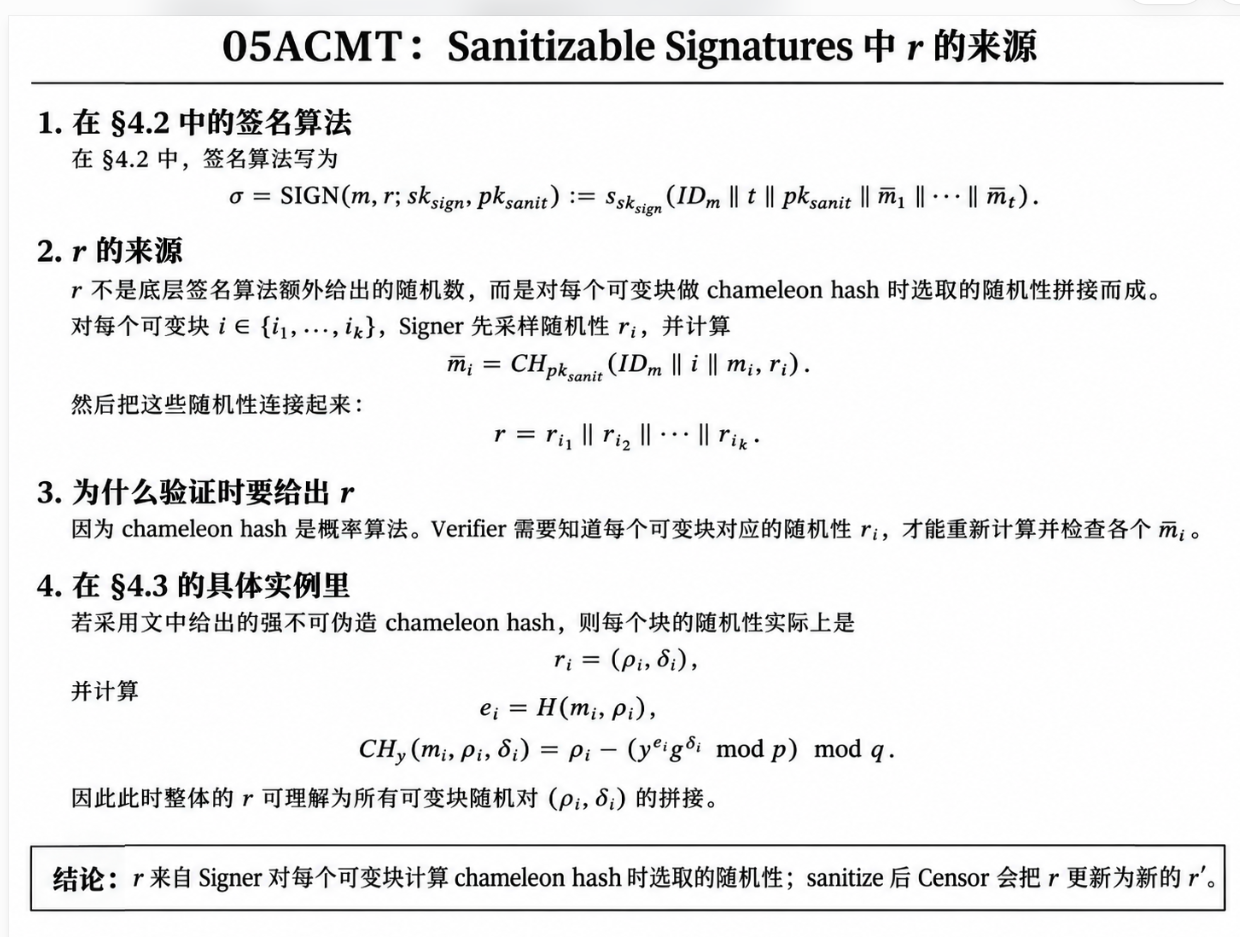 05ACMT：Sanitizable Signatures 中 r 的来源
1. 在 §4.2 中的签名算法
在 §4.2 中，签名算法写为
σ = SIGN(m, r; sk_sign, pk_sanit) := s_{sk_sign}(ID_m ∥ t ∥ pk_sanit ∥ m̅_1 ∥ ⋯ ∥ m̅_t).
2. r 的来源
r 不是底层签名算法额外给出的随机数，而是对每个可变块做 chameleon hash 时选取的随机性拼接而成。
对每个可变块 i ∈ {i_1, …, i_k}，Signer 先采样随机性 r_i，并计算
m̅_i = CH_{pk_sanit}(ID_m ∥ i ∥ m_i, r_i).
然后把这些随机性连接起来：
r = r_{i_1} ∥ r_{i_2} ∥ ⋯ ∥ r_{i_k}.
3. 为什么验证时要给出 r
因为 chameleon hash 是概率算法。Verifier 需要知道每个可变块对应的随机性 r_i，才能重新计算并检查各个 m̅_i。
4. 在 §4.3 的具体实例里
若采用文中给出的强不可伪造 chameleon hash，则每个块的随机性实际上是
r_i = (ρ_i, δ_i),
并计算
e_i = H(m_i, ρ_i),
CH_y(m_i, ρ_i, δ_i) = ρ_i − (y^{e_i} g^{δ_i} mod p) mod q.
因此此时整体的 r 可理解为所有可变块随机对 (ρ_i, δ_i) 的拼接。
结论：r 来自 Signer 对每个可变块计算 chameleon hash 时选取的随机性；sanitize 后 Censor 会把 r 更新为新的 r′。